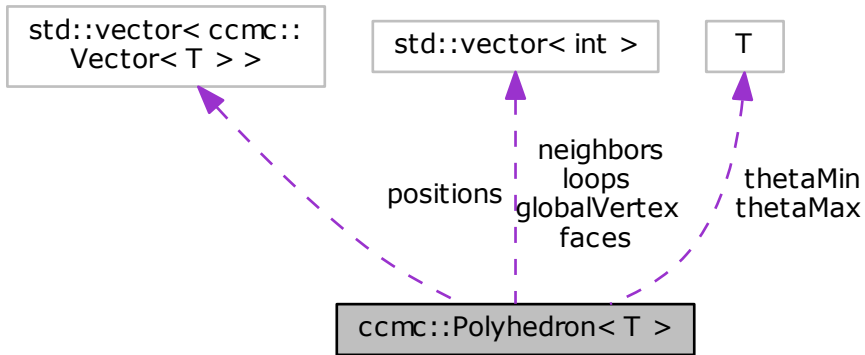 std::vector< ccmc::
Vector< T > >
std::vector< int >
T
positions
neighbors
loops
globalVertex
faces
thetaMin
thetaMax
ccmc::Polyhedron< T >